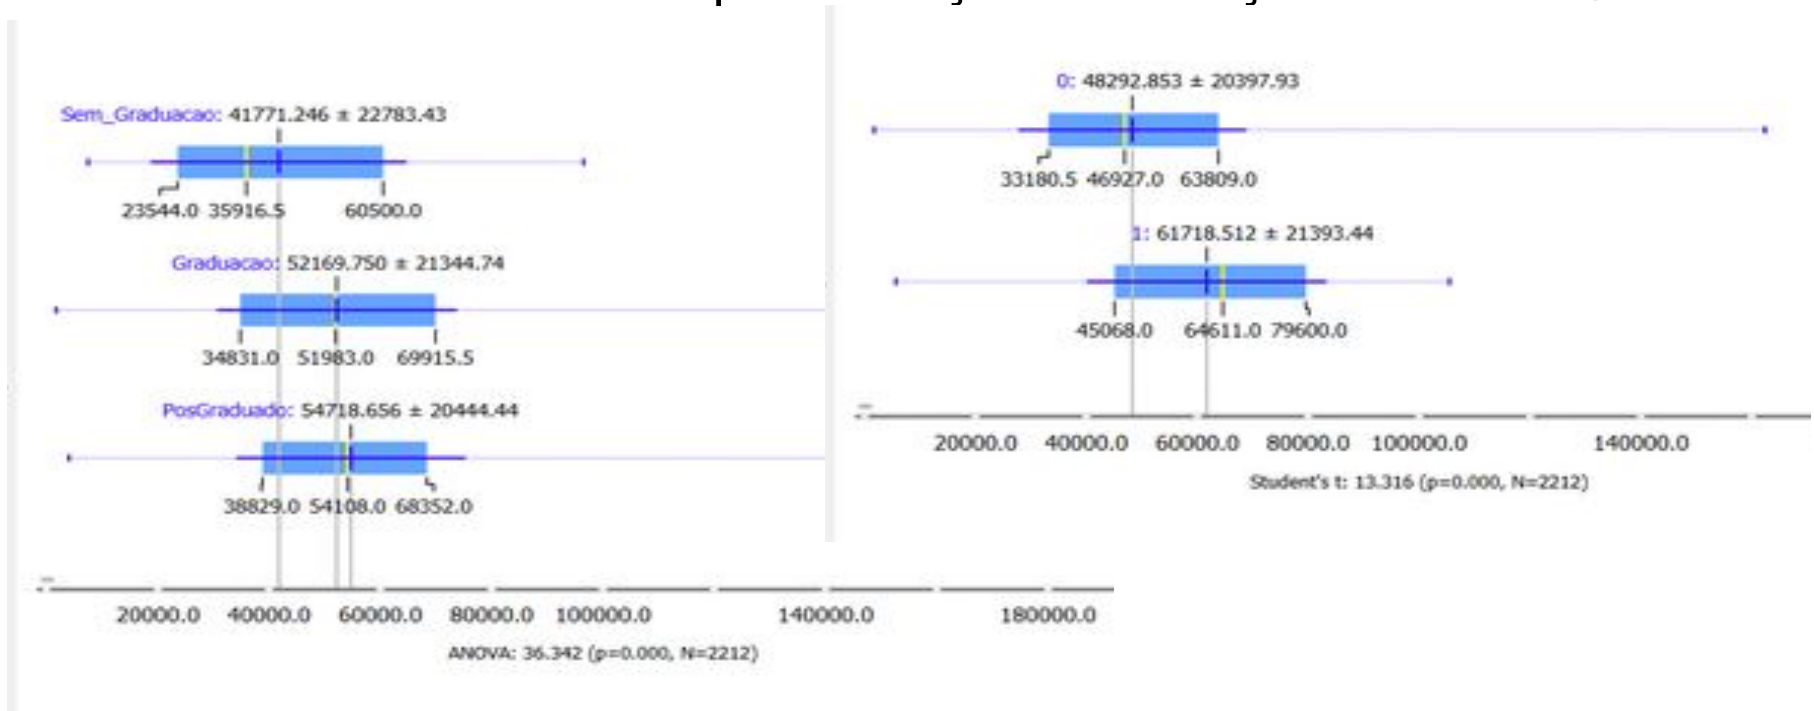 Sem_Graduacao: 41771.246 ± 22783.43
23544.0 35916.5 60500.0
Graduacao: 52169.750 ± 21344.74
34831.0 51983.0 69915.5
PosGraduado: 54718.656 ± 20444.44
38829.0 54108.0 68352.0
20000.0 40000.0 60000.0 80000.0 100000.0 140000.0 180000.0
ANOVA: 36.342 (p=0.000, N=2212)
0: 48292.853 ± 20397.93
33180.5 46927.0 63809.0
1: 61718.512 ± 21393.44
45068.0 64611.0 79600.0
20000.0 40000.0 60000.0 80000.0 100000.0 140000.0
Student's t: 13.316 (p=0.000, N=2212)